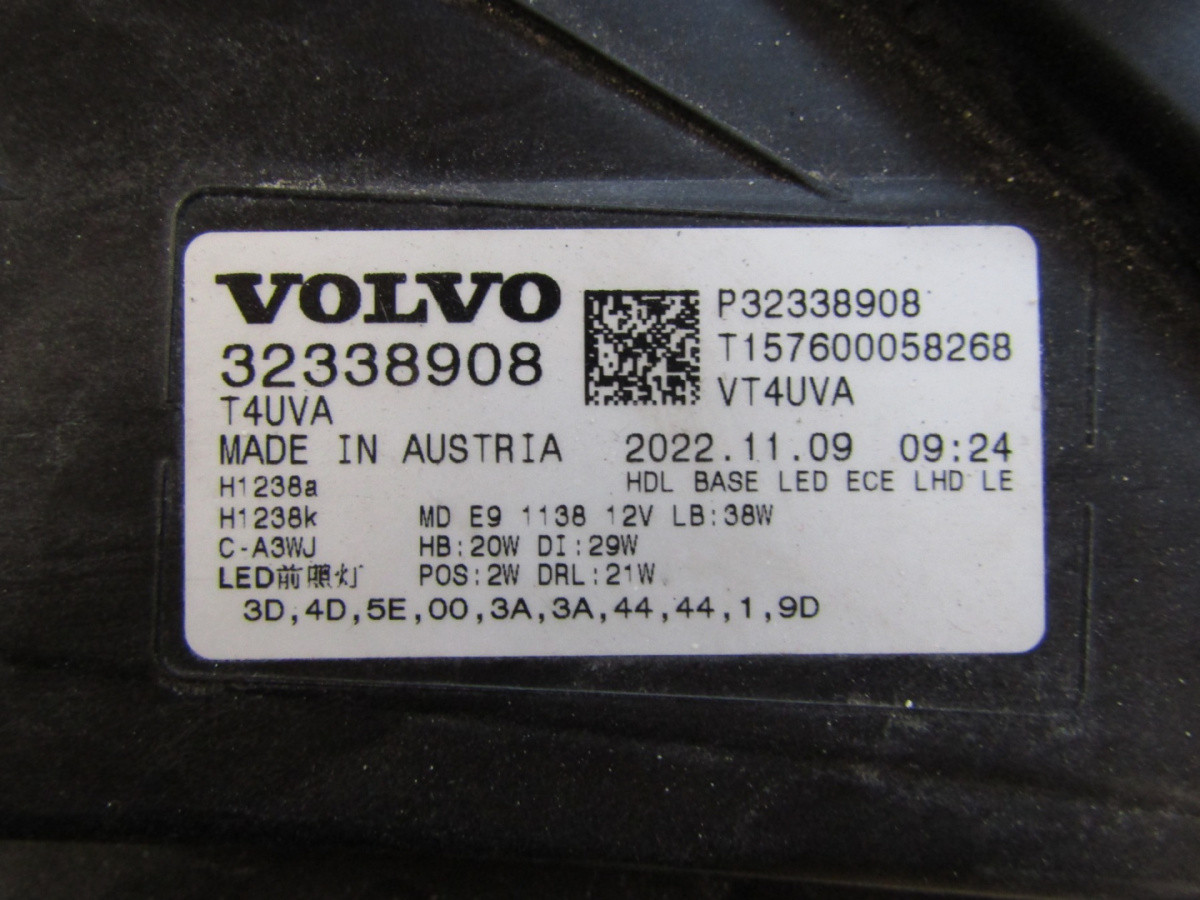 VOLVO
32338908
P32338908
T157600058268
VT4UVA
T4UVA
MADE IN AUSTRIA 2022.11.09 09:24
H1238a HDL BASE LED ECE LHD LE
H1238k MD E9 1138 12V LB:38W
C-A3WJ HB:20W DI:29W
LED前照灯 POS:2W DRL:21W
3D,4D,5E,00,3A,3A,44,44,1,9D